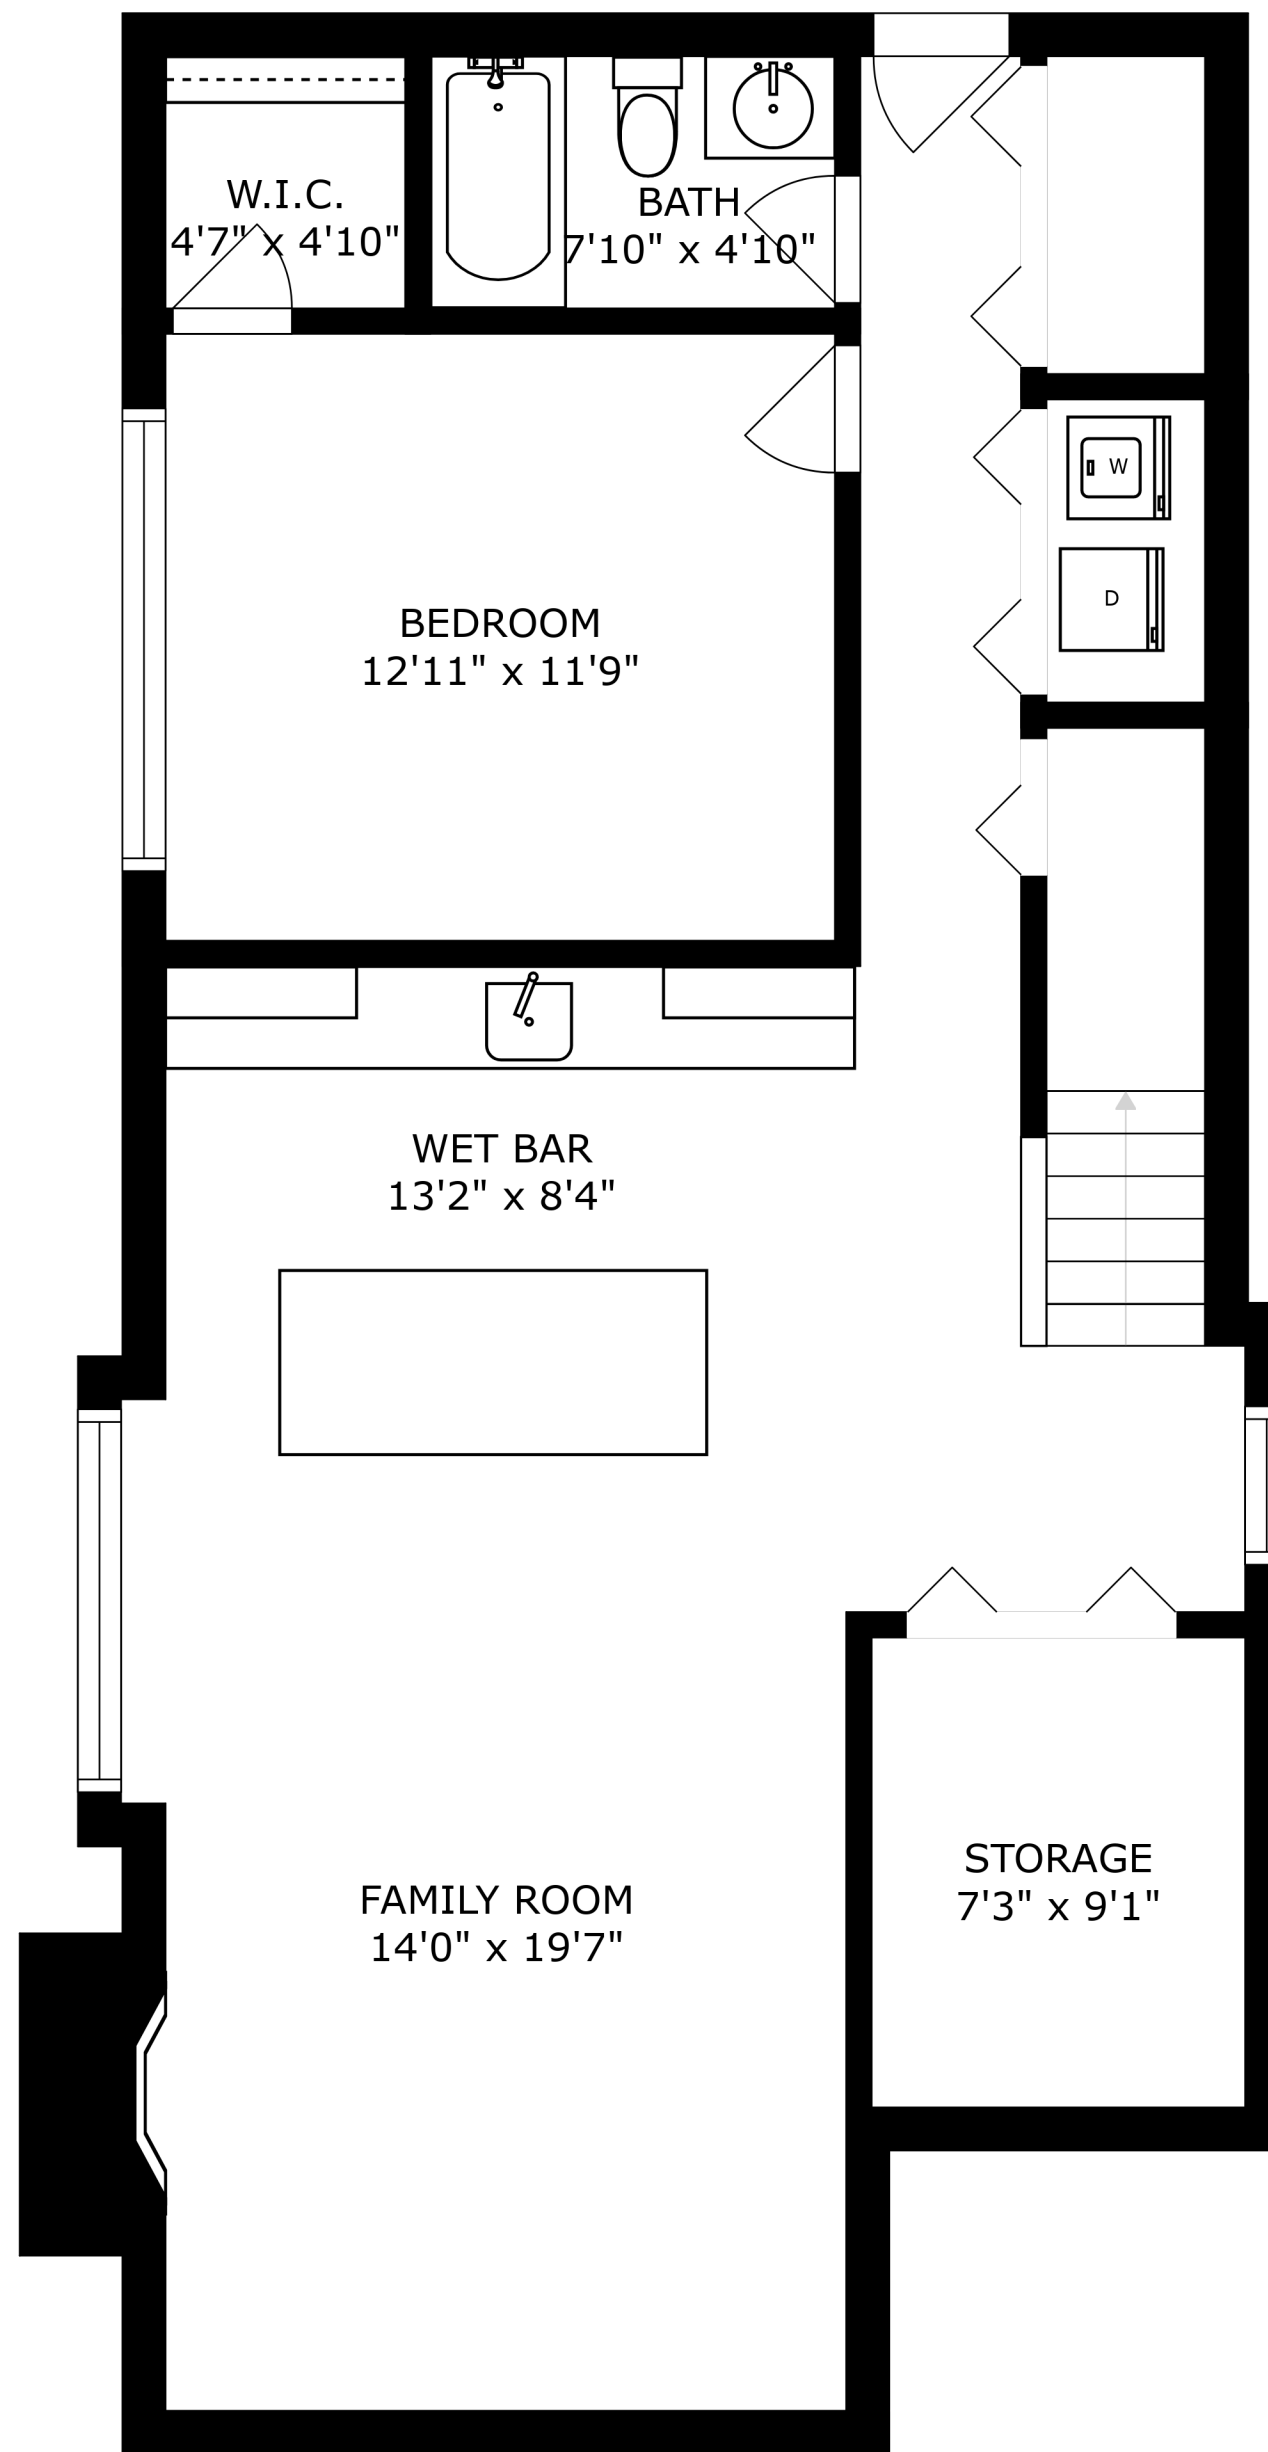 W.I.C.
4'7" x 4'10"
BATH
7'10" x 4'10"
W
D
BEDROOM
12'11" x 11'9"
WET BAR
13'2" x 8'4"
STORAGE
7'3" x 9'1"
FAMILY ROOM
14'0" x 19'7"